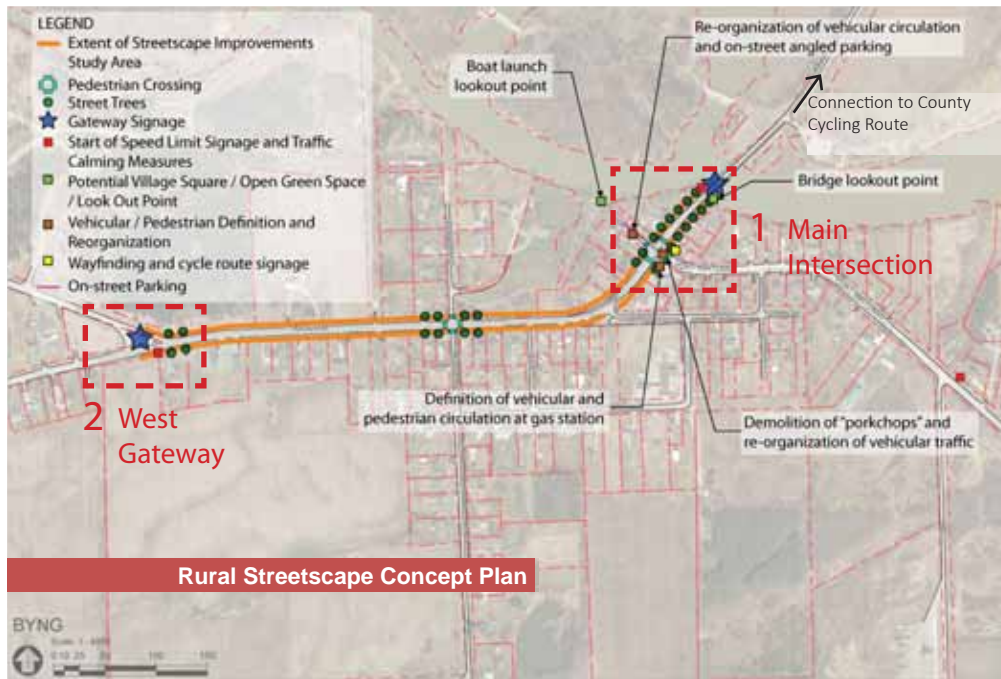 LEGEND
Extent of Streetscape Improvements
Study Area
Pedestrian Crossing
Street Trees
Gateway Signage
Start of Speed Limit Signage and Traffic
Calming Measures
Potential Village Square / Open Green Space
/ Look Out Point
Vehicular / Pedestrian Definition and
Reorganization
Wayfinding and cycle route signage
On-street Parking
Boat launch
lookout point
Re-organization of vehicular circulation
and on-street angled parking
Connection to County
Cycling Route
Bridge lookout point
1 Main
Intersection
2 West
Gateway
Definition of vehicular and
pedestrian circulation at gas station
Demolition of "porkchops" and
re-organization of vehicular traffic
Rural Streetscape Concept Plan
BYNG